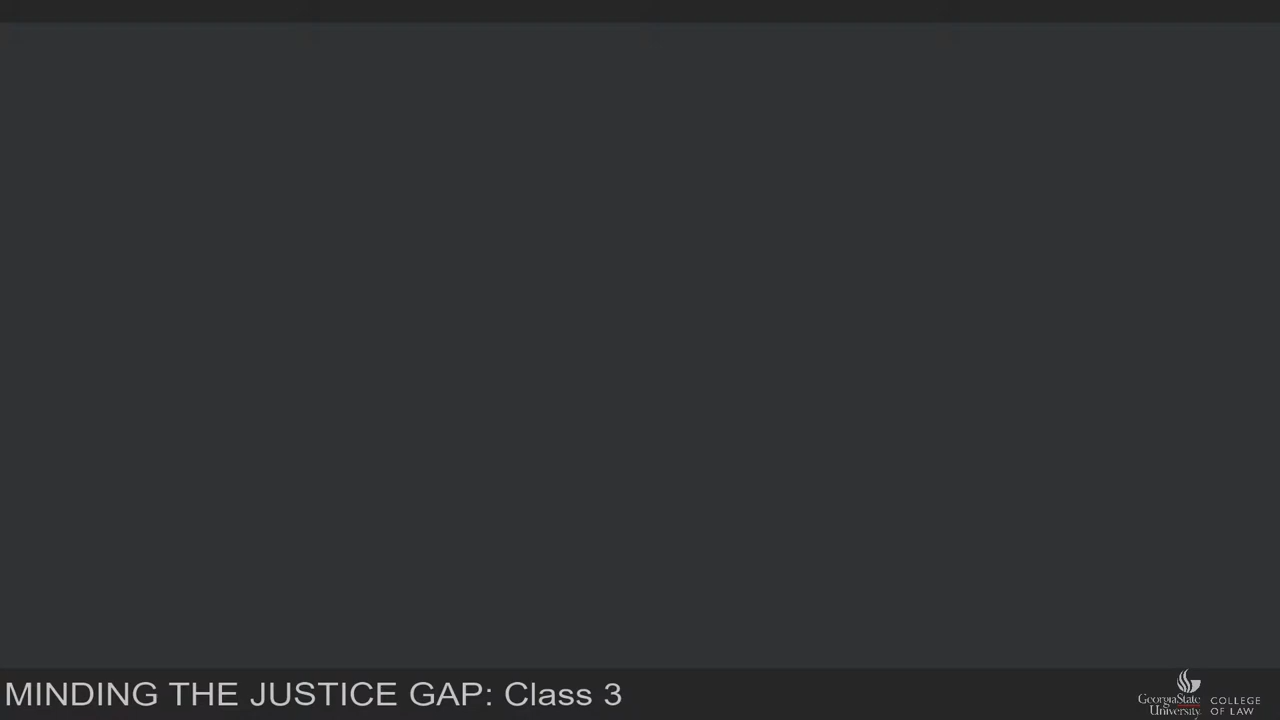 MINDING THE JUSTICE GAP: Class 3
GeorgiaState
University
COLLEGE
OF LAW